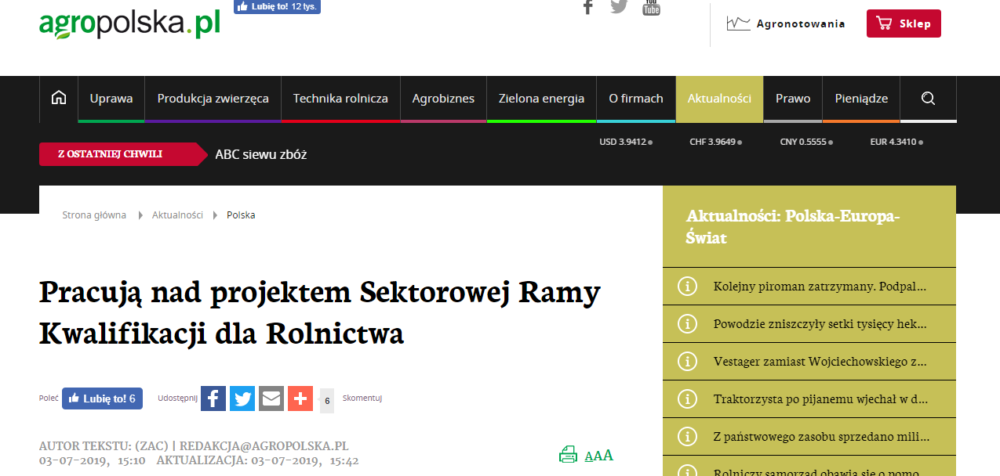 agropolska.pl
Lubię to! 12 tys.
You Tube
Agronotowania
Sklep
Uprawa
Produkcja zwierzęca
Technika rolnicza
Agrobiznes
Zielona energia
O firmach
Aktualności
Prawo
Pieniądze
USD 3.9412
CHF 3.9649
CNY 0.5555
EUR 4.3410
Z OSTATNIEJ CHWILI
ABC siewu zbóż
Strona główna
Aktualności
Polska
Pracują nad projektem Sektorowej Ramy
Kwalifikacji dla Rolnictwa
Poleć
Lubię to! 6
Udostępnij
6
Skomentuj
AUTOR TEKSTU: (ZAC) | REDAKCJA@AGROPOLSKA.PL
03-07-2019, 15:10 AKTUALIZACJA: 03-07-2019, 15:42
AAA
Aktualności: Polska-Europa-
Świat
Kolejny piroman zatrzymany. Podpal...
Powodzie zniszczyły setki tysięcy hek...
Vestager zamiast Wojciechowskiego z...
Traktorzysta po pijanemu wjechał w d...
Z państwowego zasobu sprzedano mili...
Rolniczy samorząd obawia się o pomo...